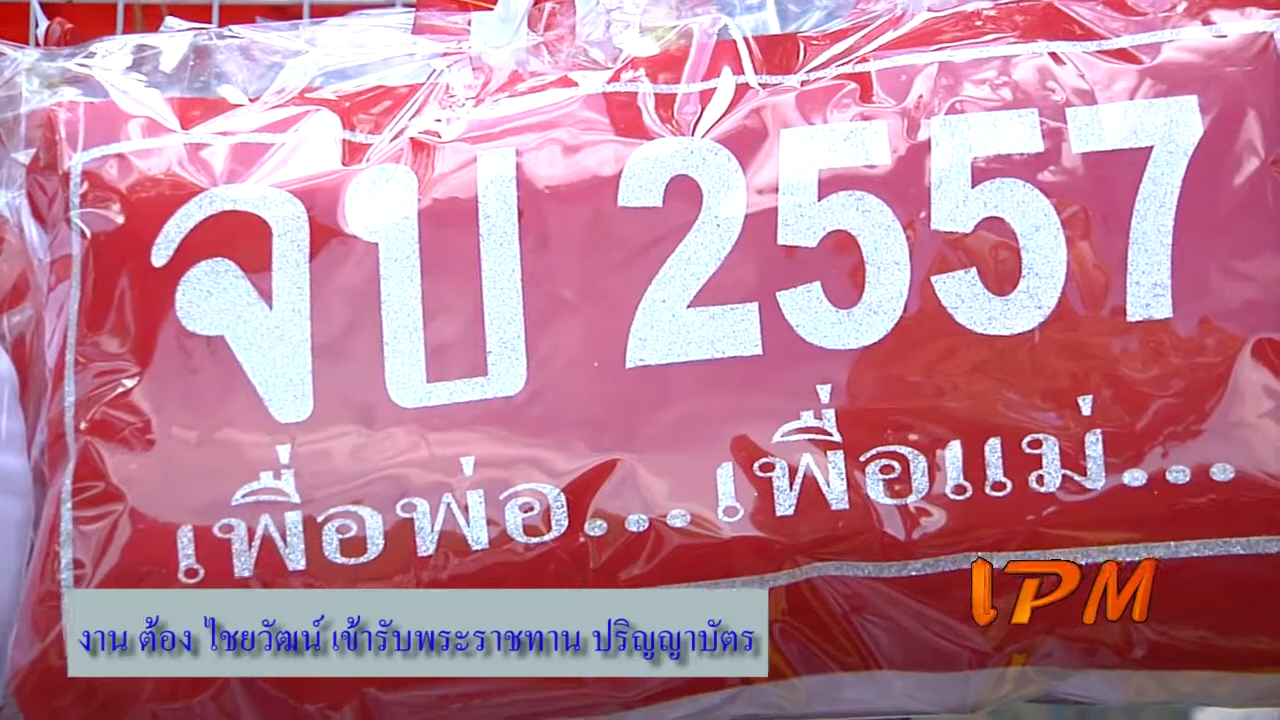 จบ 2557
เพื่อพ่อ...เพื่อแม่...
IPM
งาน ต้อง ไชยวัฒน์ เข้ารับพระราชทาน ปริญญาบัตร